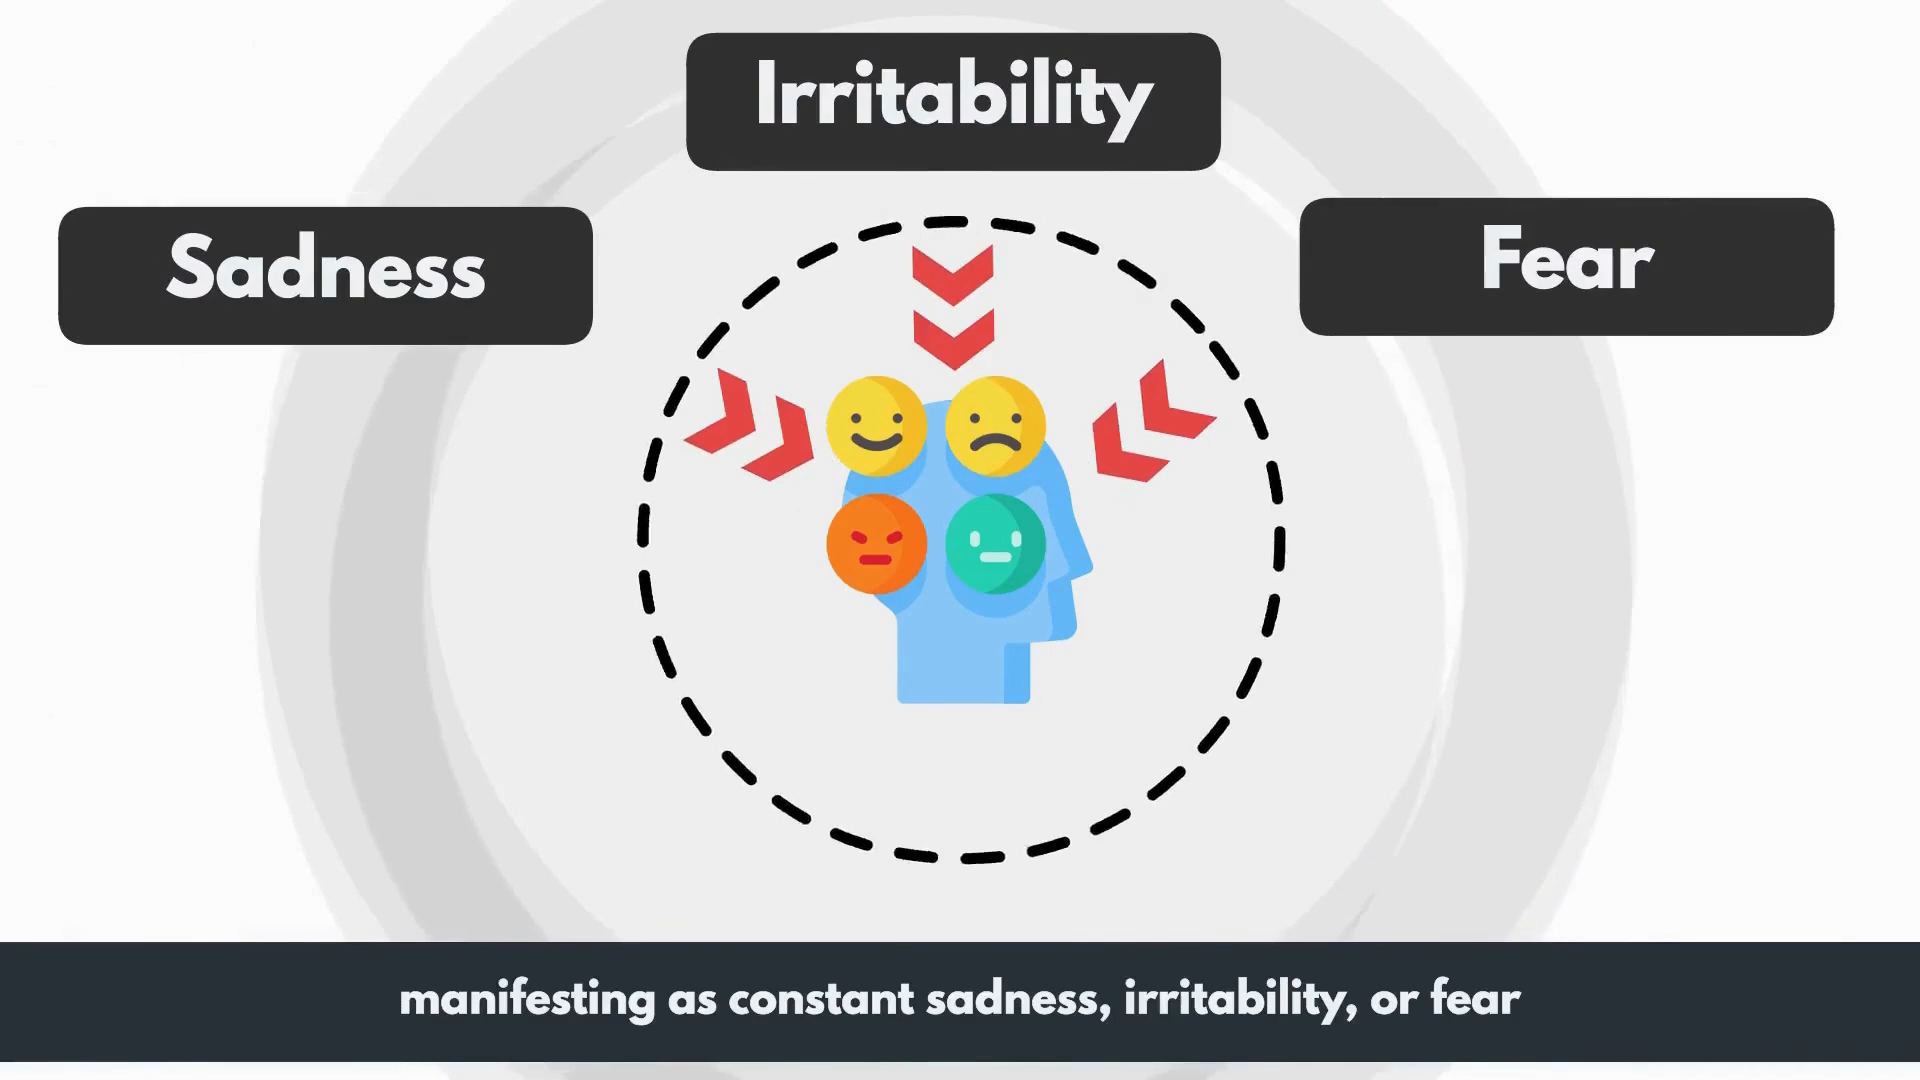 Irritability
Sadness
Fear
manifesting as constant sadness, irritability, or fear